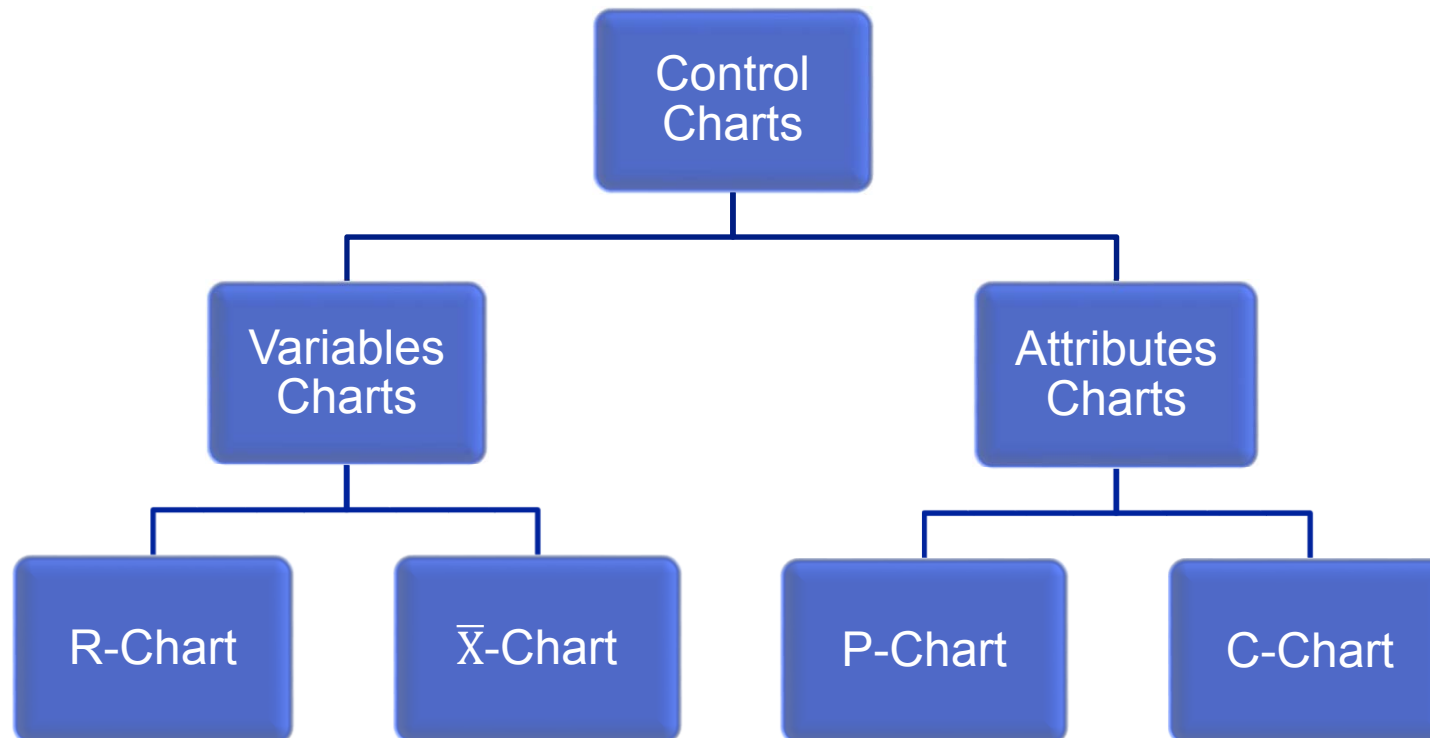 Control
Charts
Variables
Charts
Attributes
Charts
R-Chart
X̅-Chart
P-Chart
C-Chart